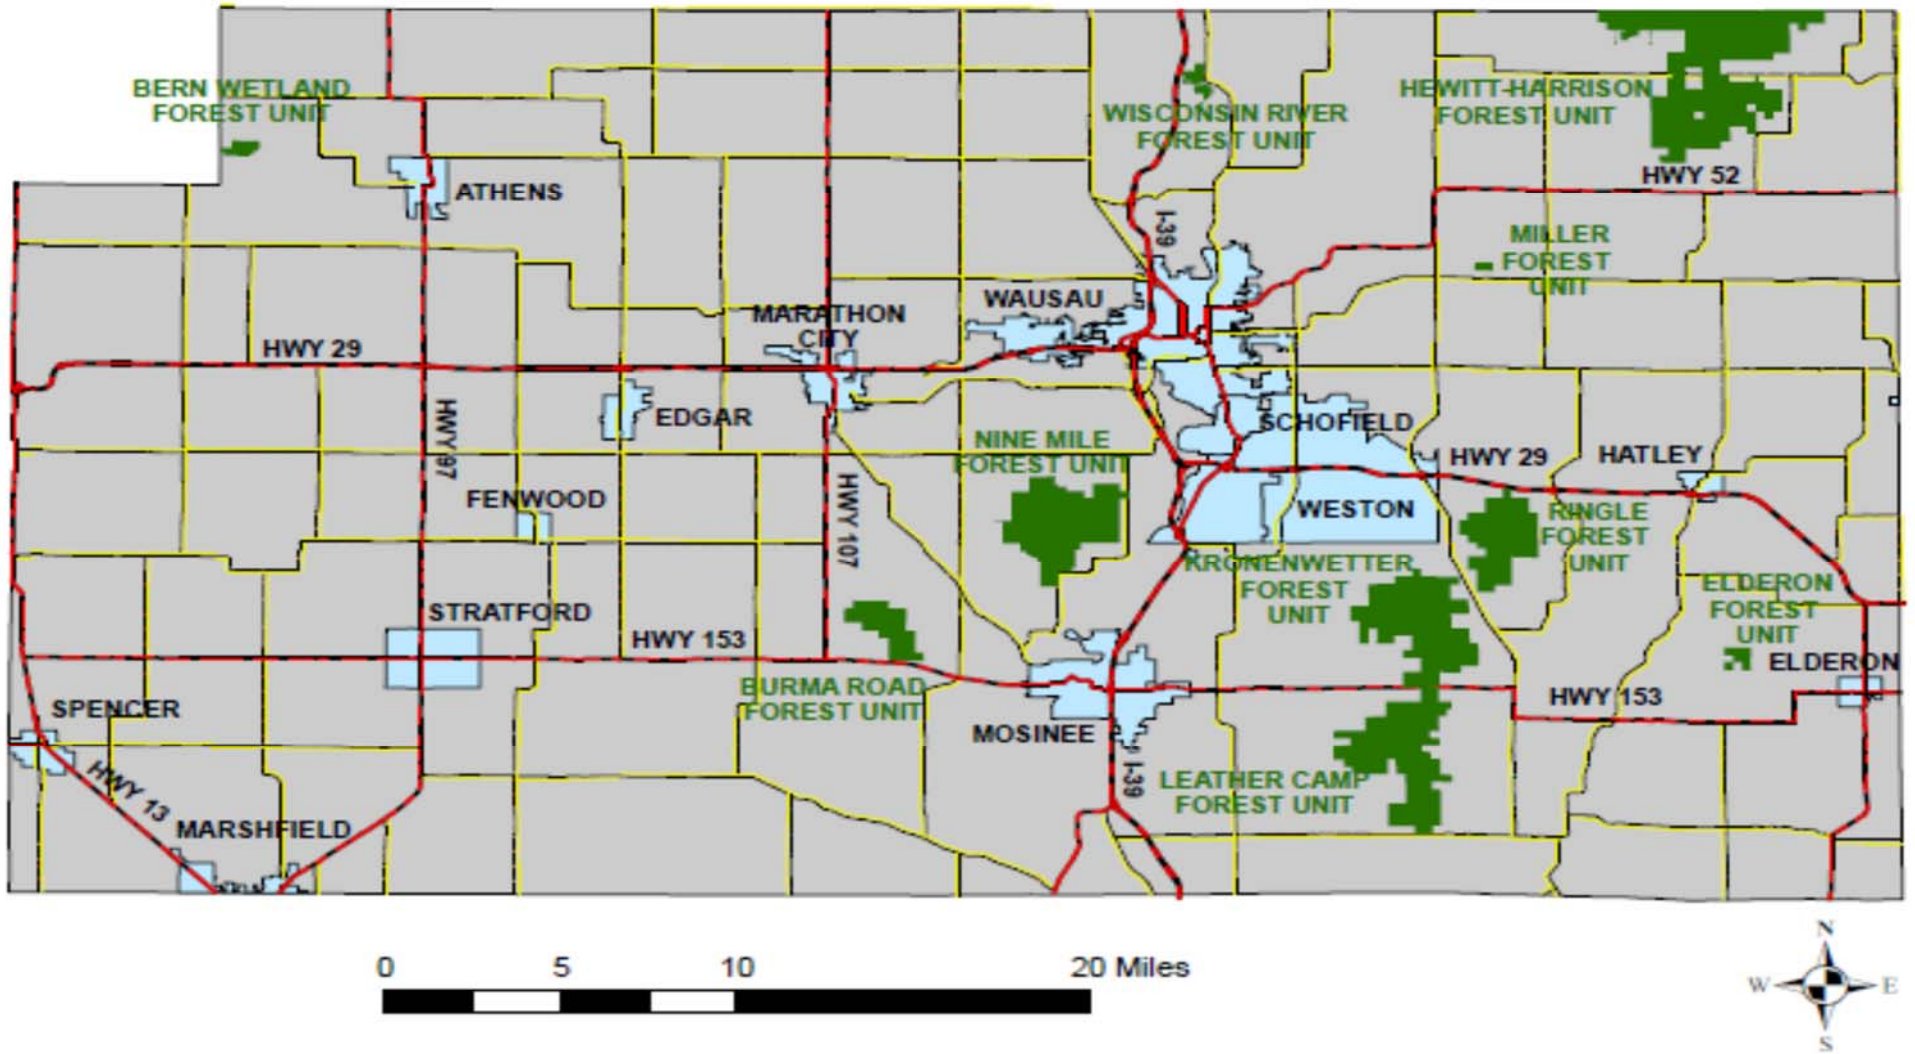 BERN WETLAND
FOREST UNIT
WISCONSIN RIVER
FOREST UNIT
HEWITT-HARRISON
FOREST UNIT
HWY 52
ATHENS
I-39
MILLER
FOREST
UNIT
WAUSAU
MARATHON
CITY
HWY 29
EDGAR
HWY 97
SCHOFIELD
NINE MILE
FOREST UNIT
HWY 29
HATLEY
FENWOOD
HWY 107
WESTON
RINGLE
FOREST
UNIT
KRONENWETTER
FOREST
UNIT
ELDERON
FOREST
UNIT
STRATFORD
HWY 153
ELDERON
BURMA ROAD
FOREST UNIT
HWY 153
SPENCER
MOSINEE
HWY 13
I-39
LEATHER CAMP
FOREST UNIT
MARSHFIELD
0 5 10 20 Miles
N
W E
S